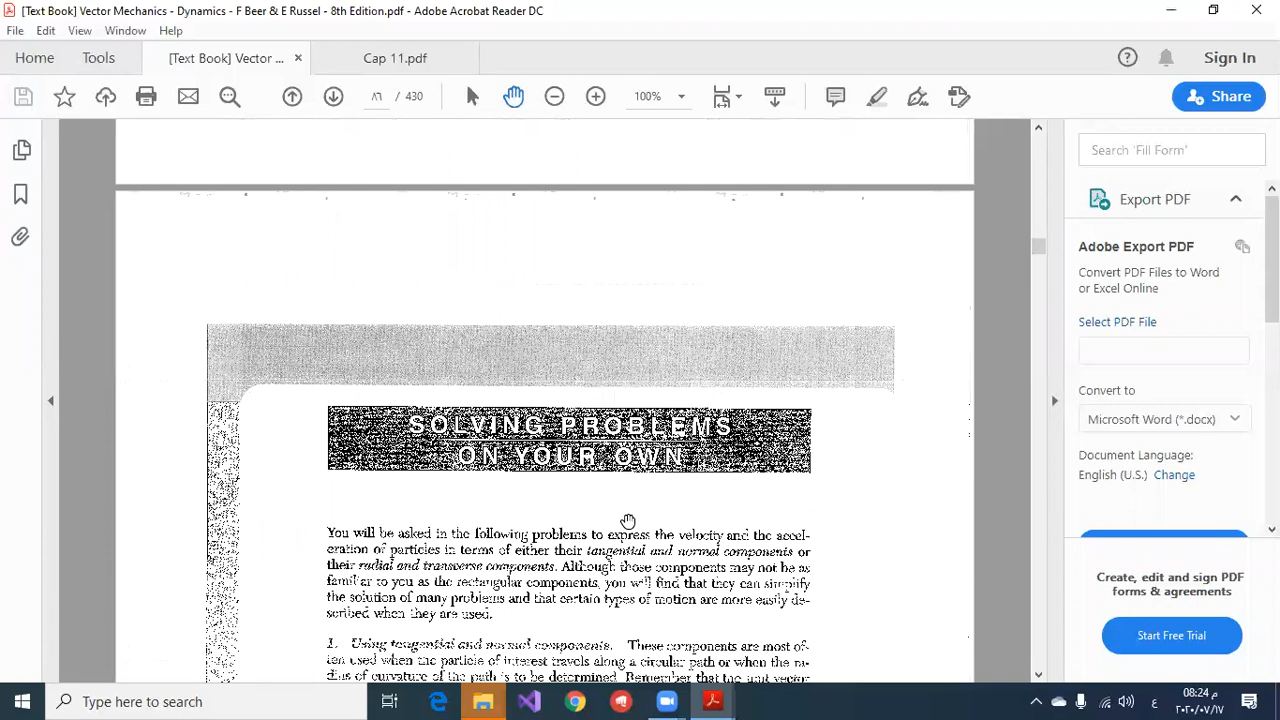 [Text Book] Vector Mechanics - Dynamics - F Beer & E Russel - 8th Edition.pdf - Adobe Acrobat Reader DC
File Edit View Window Help
Home Tools [Text Book] Vector ... × Cap 11.pdf Sign In
٨٦ / 430 100% Share
SOLVING PROBLEMS
ON YOUR OWN
You will be asked in the following problems to express the velocity and the accel-
eration of particles in terms of either their tangential and normal components or
their radial and transverse components. Although those components may not be as
familiar to you as the rectangular components, you will find that they can simplify
the solution of many problems and that certain types of motion are more easily de-
scribed when they are used.
1. Using tangential and normal components. These components are most of-
ten used when the particle of interest travels along a circular path or when the ra-
dius of curvature of the path is to be determined. Remember that the unit vector
Search 'Fill Form'
Export PDF
Adobe Export PDF
Convert PDF Files to Word
or Excel Online
Select PDF File
Convert to
Microsoft Word (*.docx)
Document Language:
English (U.S.) Change
Create, edit and sign PDF
forms & agreements
Start Free Trial
Type here to search
ع
08:24 م